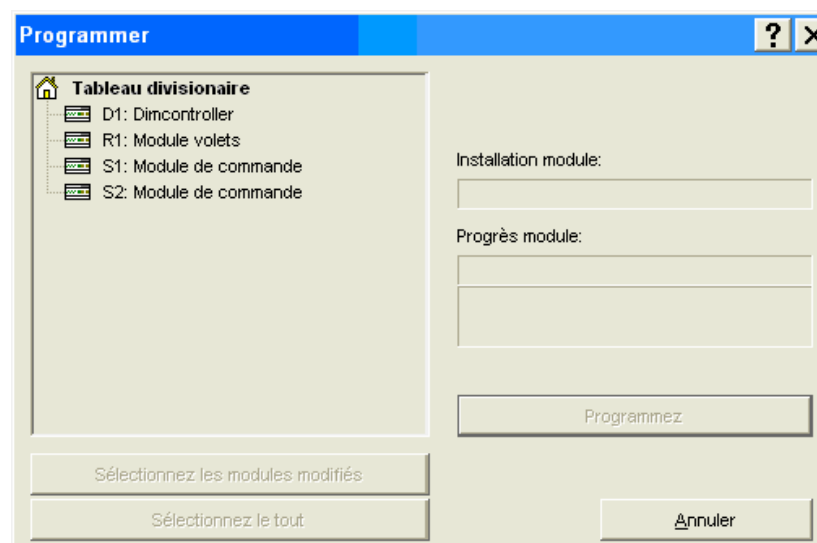 Programmer
Tableau divisionaire
D1: Dimcontroller
R1: Module volets
S1: Module de commande
S2: Module de commande
Installation module:
Progrès module:
Programmez
Sélectionnez les modules modifiés
Sélectionnez le tout
Annuler